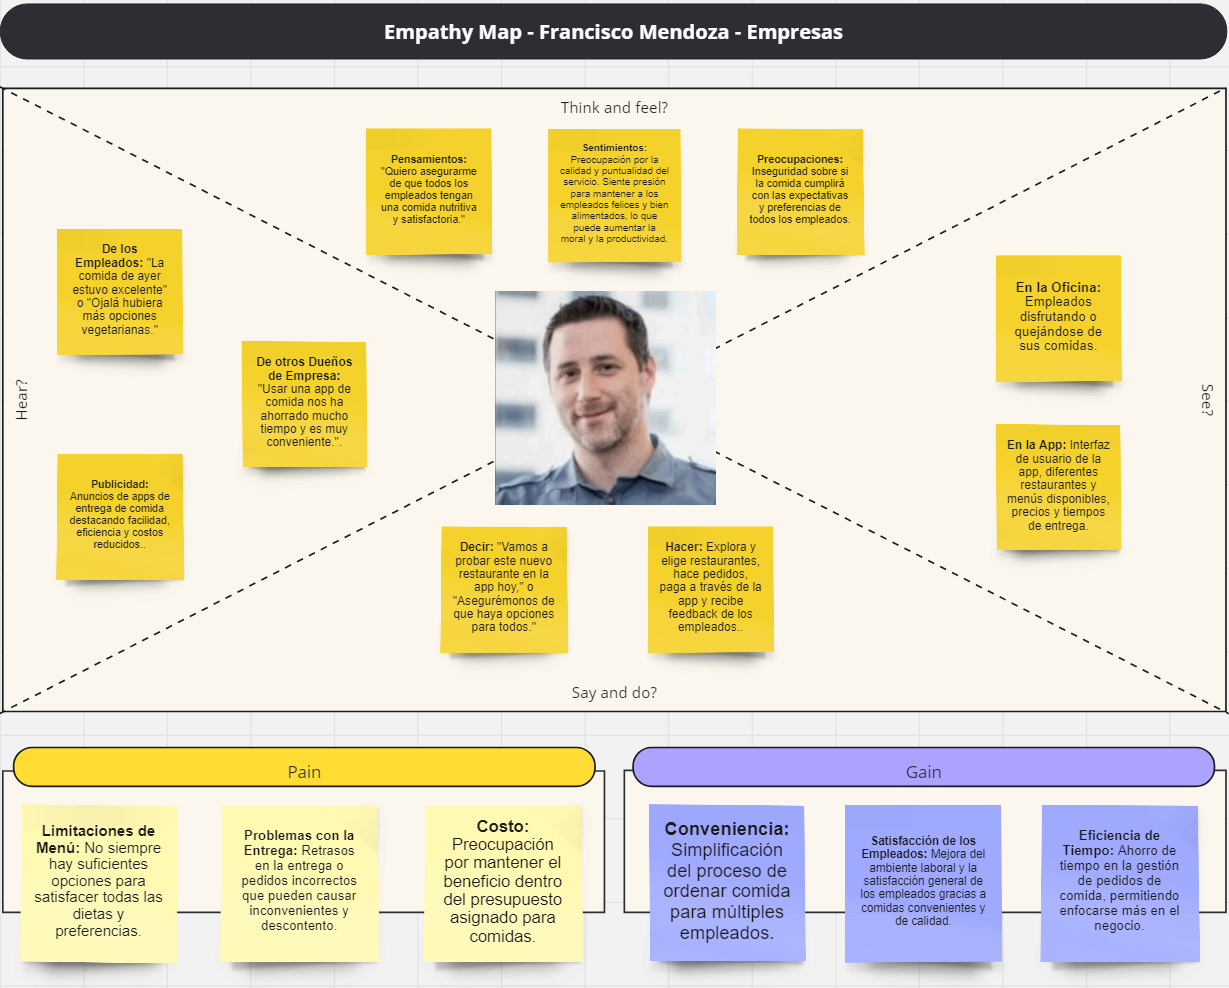 Empathy Map - Francisco Mendoza - Empresas
Think and feel?
Pensamientos:
"Quiero asegurarme
de que todos los
empleados tengan
una comida nutritiva
y satisfactoria."
Sentimientos:
Preocupación por la
calidad y puntualidad del
servicio. Siente presión
para mantener a los
empleados felices y bien
alimentados, lo que
puede aumentar la
moral y la productividad.
Preocupaciones:
Inseguridad sobre si
la comida cumplirá
con las expectativas
y preferencias de
todos los empleados.
Hear?
De los
Empleados: "La
comida de ayer
estuvo excelente"
o "Ojalá hubiera
más opciones
vegetarianas."
De otros Dueños
de Empresa:
"Usar una app de
comida nos ha
ahorrado mucho
tiempo y es muy
conveniente.".
Publicidad:
Anuncios de apps de
entrega de comida
destacando facilidad,
eficiencia y costos
reducidos..
See?
En la Oficina:
Empleados
disfrutando o
quejándose de
sus comidas.
En la App: Interfaz
de usuario de la
app, diferentes
restaurantes y
menús disponibles,
precios y tiempos
de entrega.
Decir: "Vamos a
probar este nuevo
restaurante en la
app hoy," o
"Asegurémonos de
que haya opciones
para todos."
Hacer: Explora y
elige restaurantes,
hace pedidos,
paga a través de la
app y recibe
feedback de los
empleados..
Say and do?
Pain
Limitaciones de
Menú: No siempre
hay suficientes
opciones para
satisfacer todas las
dietas y
preferencias.
Problemas con la
Entrega: Retrasos
en la entrega o
pedidos incorrectos
que pueden causar
inconvenientes y
descontento.
Costo:
Preocupación
por mantener el
beneficio dentro
del presupuesto
asignado para
comidas.
Gain
Conveniencia:
Simplificación
del proceso de
ordenar comida
para múltiples
empleados.
Satisfacción de los
Empleados: Mejora del
ambiente laboral y la
satisfacción general de
los empleados gracias a
comidas convenientes y
de calidad.
Eficiencia de
Tiempo: Ahorro de
tiempo en la gestión
de pedidos de
comida, permitiendo
enfocarse más en el
negocio.